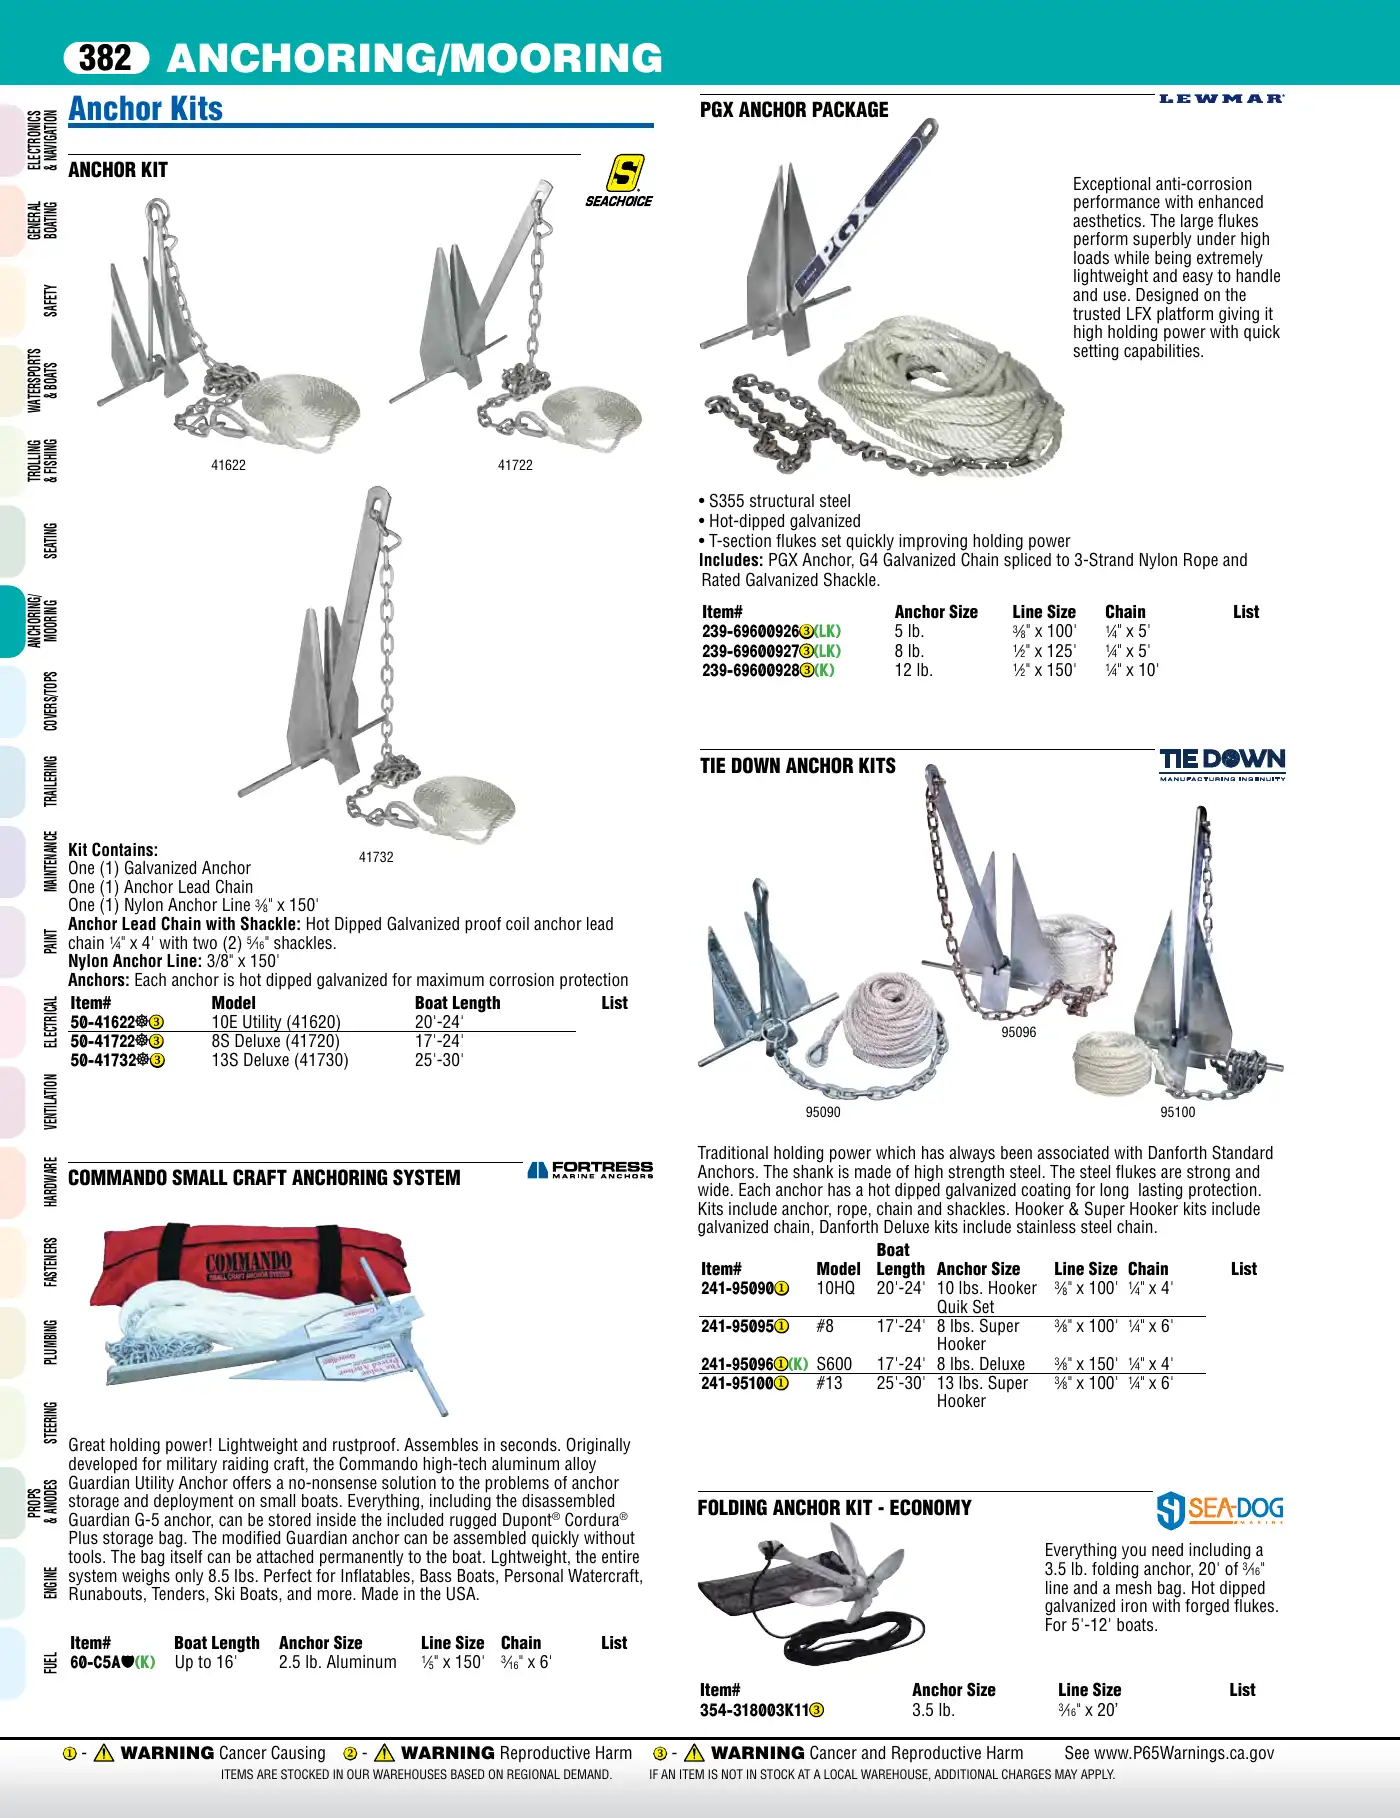 382 ANCHORING/MOORING
ELECTRONICS
& NAVIGATION
GENERAL
BOATING
SAFETY
WATERSPORTS
& BOATS
TROLLING
& FISHING
SEATING
ANCHORING/
MOORING
COVERS/TOPS
TRAILERING
MAINTENANCE
PAINT
ELECTRICAL
VENTILATION
HARDWARE
FASTENERS
PLUMBING
STEERING
PROPS
& ANODES
ENGINE
FUEL
Anchor Kits
ANCHOR KIT
S
SEACHOICE
41622
41722
41732
Kit Contains:
One (1) Galvanized Anchor
One (1) Anchor Lead Chain
One (1) Nylon Anchor Line ⅜" x 150'
Anchor Lead Chain with Shackle: Hot Dipped Galvanized proof coil anchor lead
chain ¼" x 4' with two (2) 5⁄16" shackles.
Nylon Anchor Line: 3/8" x 150'
Anchors: Each anchor is hot dipped galvanized for maximum corrosion protection
Item# Model Boat Length List
50-41622☸3 10E Utility (41620) 20'-24'
50-41722☸3 8S Deluxe (41720) 17'-24'
50-41732☸3 13S Deluxe (41730) 25'-30'
COMMANDO SMALL CRAFT ANCHORING SYSTEM
FORTRESS
MARINE ANCHORS
COMMANDO
SMALL CRAFT ANCHOR SYSTEM
Great holding power! Lightweight and rustproof. Assembles in seconds. Originally
developed for military raiding craft, the Commando high-tech aluminum alloy
Guardian Utility Anchor offers a no-nonsense solution to the problems of anchor
storage and deployment on small boats. Everything, including the disassembled
Guardian G-5 anchor, can be stored inside the included rugged Dupont® Cordura®
Plus storage bag. The modified Guardian anchor can be assembled quickly without
tools. The bag itself can be attached permanently to the boat. Lghtweight, the entire
system weighs only 8.5 lbs. Perfect for Inflatables, Bass Boats, Personal Watercraft,
Runabouts, Tenders, Ski Boats, and more. Made in the USA.
Item# Boat Length Anchor Size Line Size Chain List
60-C5A(K) Up to 16' 2.5 lb. Aluminum ⅕" x 150' 3⁄16" x 6'
PGX ANCHOR PACKAGE
LEWMAR®
PGX
Exceptional anti-corrosion
performance with enhanced
aesthetics. The large flukes
perform superbly under high
loads while being extremely
lightweight and easy to handle
and use. Designed on the
trusted LFX platform giving it
high holding power with quick
setting capabilities.
• S355 structural steel
• Hot-dipped galvanized
• T-section flukes set quickly improving holding power
Includes: PGX Anchor, G4 Galvanized Chain spliced to 3-Strand Nylon Rope and
Rated Galvanized Shackle.
Item# Anchor Size Line Size Chain List
239-69600926 3(LK) 5 lb. ⅜" x 100' ¼" x 5'
239-69600927 3(LK) 8 lb. ½" x 125' ¼" x 5'
239-69600928 3(K) 12 lb. ½" x 150' ¼" x 10'
TIE DOWN ANCHOR KITS
TIE DOWN
MANUFACTURING INGENUITY
95096
95090
95100
Traditional holding power which has always been associated with Danforth Standard
Anchors. The shank is made of high strength steel. The steel flukes are strong and
wide. Each anchor has a hot dipped galvanized coating for long lasting protection.
Kits include anchor, rope, chain and shackles. Hooker & Super Hooker kits include
galvanized chain, Danforth Deluxe kits include stainless steel chain.
Boat
Item# Model Length Anchor Size Line Size Chain List
241-95090 1 10HQ 20'-24' 10 lbs. Hooker ⅜" x 100' ¼" x 4'
Quik Set
241-95095 1 #8 17'-24' 8 lbs. Super ⅜" x 100' ¼" x 6'
Hooker
241-95096 1(K) S600 17'-24' 8 lbs. Deluxe ⅜" x 150' ¼" x 4'
241-95100 1 #13 25'-30' 13 lbs. Super ⅜" x 100' ¼" x 6'
Hooker
FOLDING ANCHOR KIT - ECONOMY
SEA-DOG
MARINE
Everything you need including a
3.5 lb. folding anchor, 20' of 3⁄16"
line and a mesh bag. Hot dipped
galvanized iron with forged flukes.
For 5'-12' boats.
Item# Anchor Size Line Size List
354-318003K11 3 3.5 lb. 3⁄16" x 20’
1 - ⚠ WARNING Cancer Causing 2 - ⚠ WARNING Reproductive Harm 3 - ⚠ WARNING Cancer and Reproductive Harm See www.P65Warnings.ca.gov
ITEMS ARE STOCKED IN OUR WAREHOUSES BASED ON REGIONAL DEMAND. IF AN ITEM IS NOT IN STOCK AT A LOCAL WAREHOUSE, ADDITIONAL CHARGES MAY APPLY.